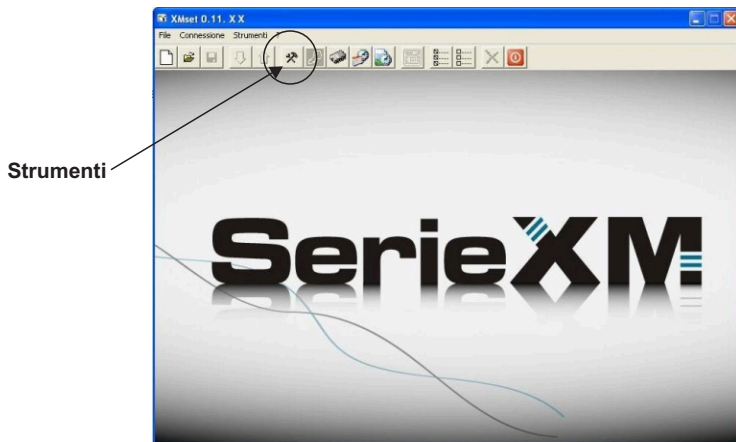 XMset 0.11. X X
File Connessione Strumenti ?
Strumenti
SerieXM